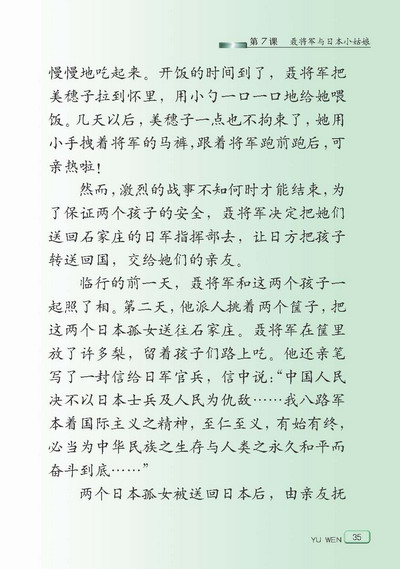 第7课 聂将军与日本小姑娘
慢慢地吃起来。开饭的时间到了，聂将军把
美穗子拉到怀里，用小勺一口一口地给她喂
饭。几天以后，美穗子一点也不拘束了，她用
小手拽着将军的马裤，跟着将军跑前跑后，可
亲热啦！
然而，激烈的战事不知何时才能结束，为
了保证两个孩子的安全，聂将军决定把她们
送回石家庄的日军指挥部去，让日方把孩子
转送回国，交给她们的亲友。
临行的前一天，聂将军和这两个孩子一
起照了相。第二天，他派人挑着两个筐子，把
这两个日本孤女送往石家庄。聂将军在筐里
放了许多梨，留着孩子们路上吃。他还亲笔
写了一封信给日军官兵，信中说：“中国人民
决不以日本士兵及人民为仇敌……我八路军
本着国际主义之精神，至仁至义，有始有终，
必当为中华民族之生存与人类之永久和平而
奋斗到底……”
两个日本孤女被送回日本后，由亲友抚
YU WEN 35